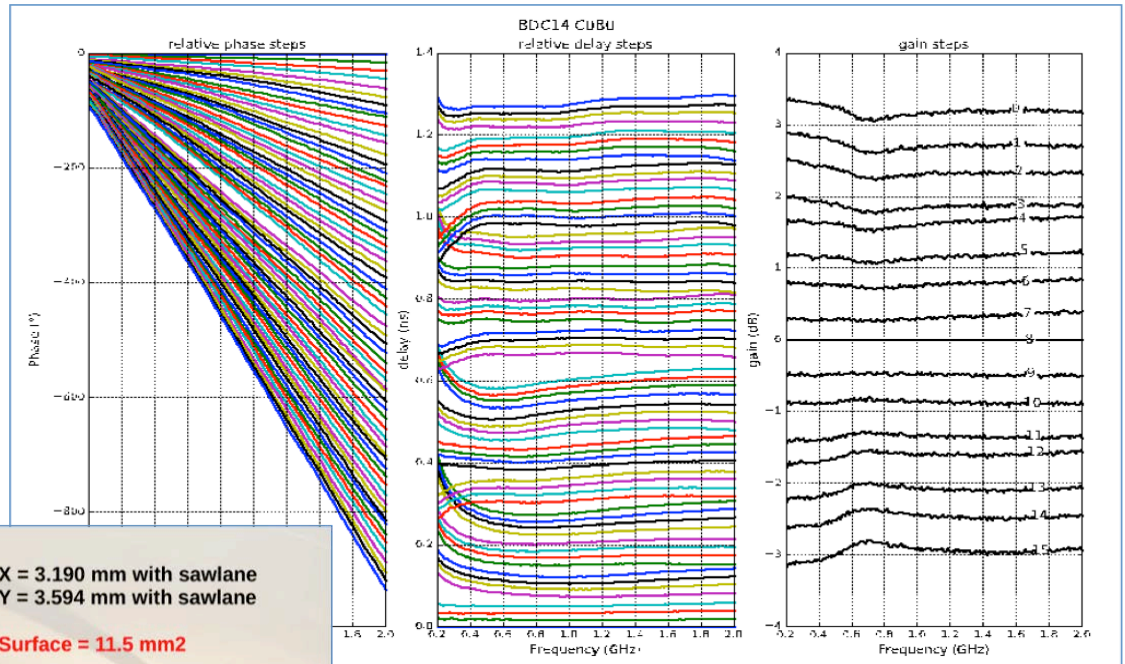 BDC14 CuBu
relative phase steps
relative delay steps
gain steps
Phase (°)
0
−200
−400
−600
−800
1.8
2.0
delay (ns)
1.4
1.2
1.0
0.8
0.6
0.4
0.2
0.0
0.2 0.4 0.6 0.8 1.0 1.2 1.4 1.6 1.8 2.0
Frequency (GHz)
gain (dB)
4
3
2
1
0
−1
−2
−3
−4
0
1
2
3
4
5
6
7
8
9
10
11
12
13
14
15
0.2 0.4 0.6 0.8 1.0 1.2 1.4 1.6 1.8 2.0
Frequency (GHz)
X = 3.190 mm with sawlane
Y = 3.594 mm with sawlane
Surface = 11.5 mm2